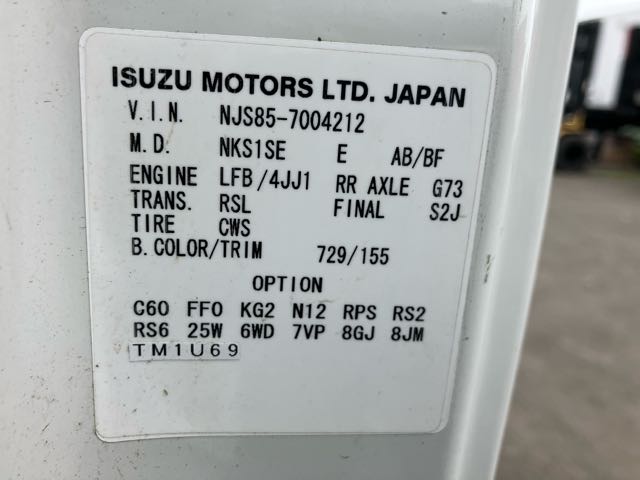 ISUZU MOTORS LTD. JAPAN
V.I.N. NJS85-7004212
M.D. NKS1SE E AB/BF
ENGINE LFB/4JJ1 RR AXLE G73
TRANS. RSL FINAL S2J
TIRE CWS
B.COLOR/TRIM 729/155
OPTION
C60 FF0 KG2 N12 RPS RS2
RS6 25W 6WD 7VP 8GJ 8JM
TM1U69